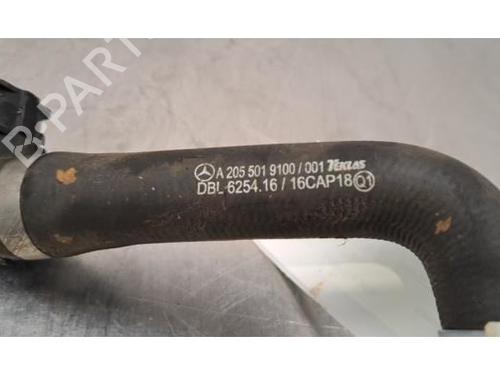 A 205 501 9100 / 001 TEKLAS
DBL 6254.16 / 16CAP18 Q1
B-PARTS